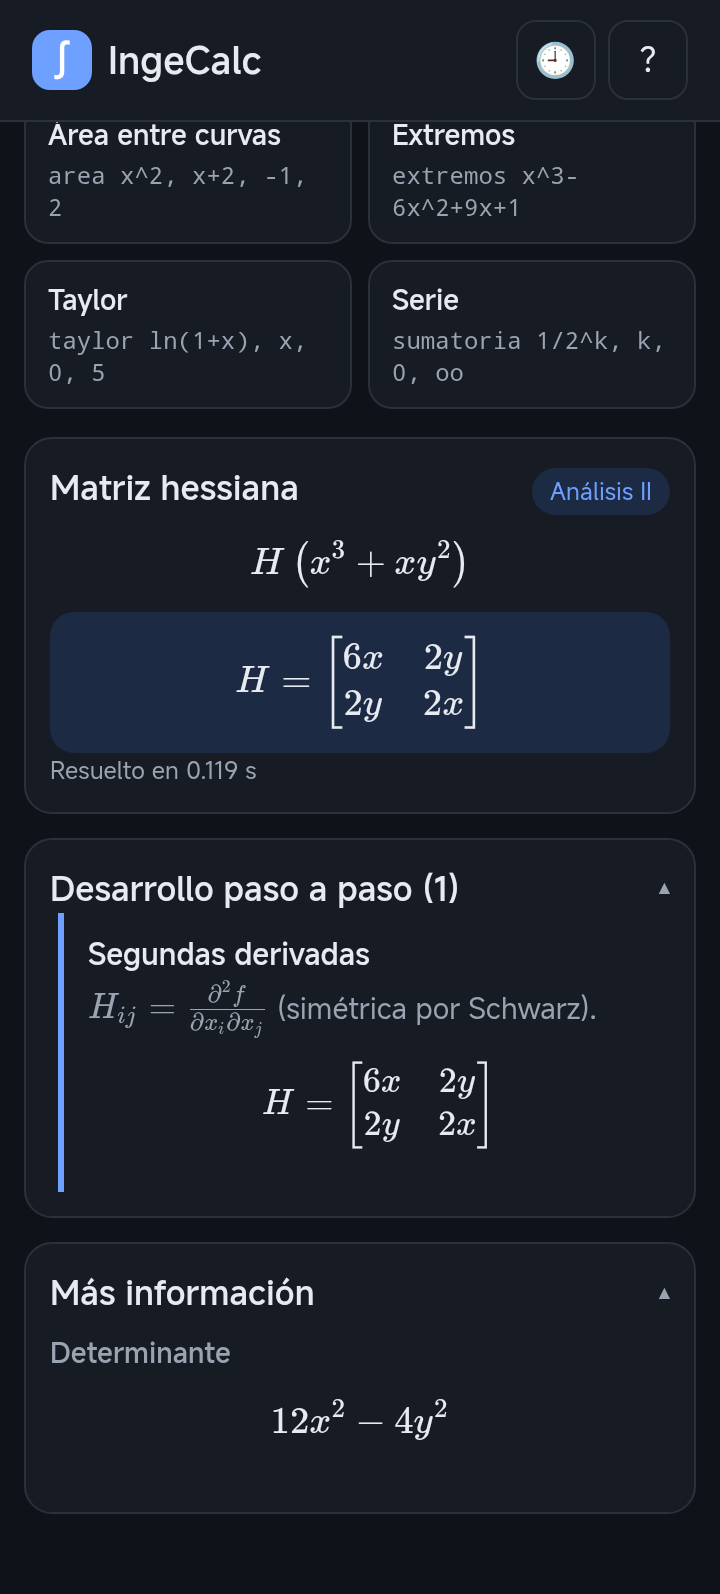 ∫ IngeCalc ?
Área entre curvas
area x^2, x+2, -1,
2
Extremos
extremos x^3-
6x^2+9x+1
Taylor
taylor ln(1+x), x,
0, 5
Serie
sumatoria 1/2^k, k,
0, oo
Matriz hessiana
Análisis II
H (x³ + xy²)
H = [6x 2y
2y 2x]
Resuelto en 0.119 s
Desarrollo paso a paso (1) ▲
Segundas derivadas
H_{ij} = ∂²f/∂x_i∂x_j (simétrica por Schwarz).
H = [6x 2y
2y 2x]
Más información ▲
Determinante
12x² − 4y²